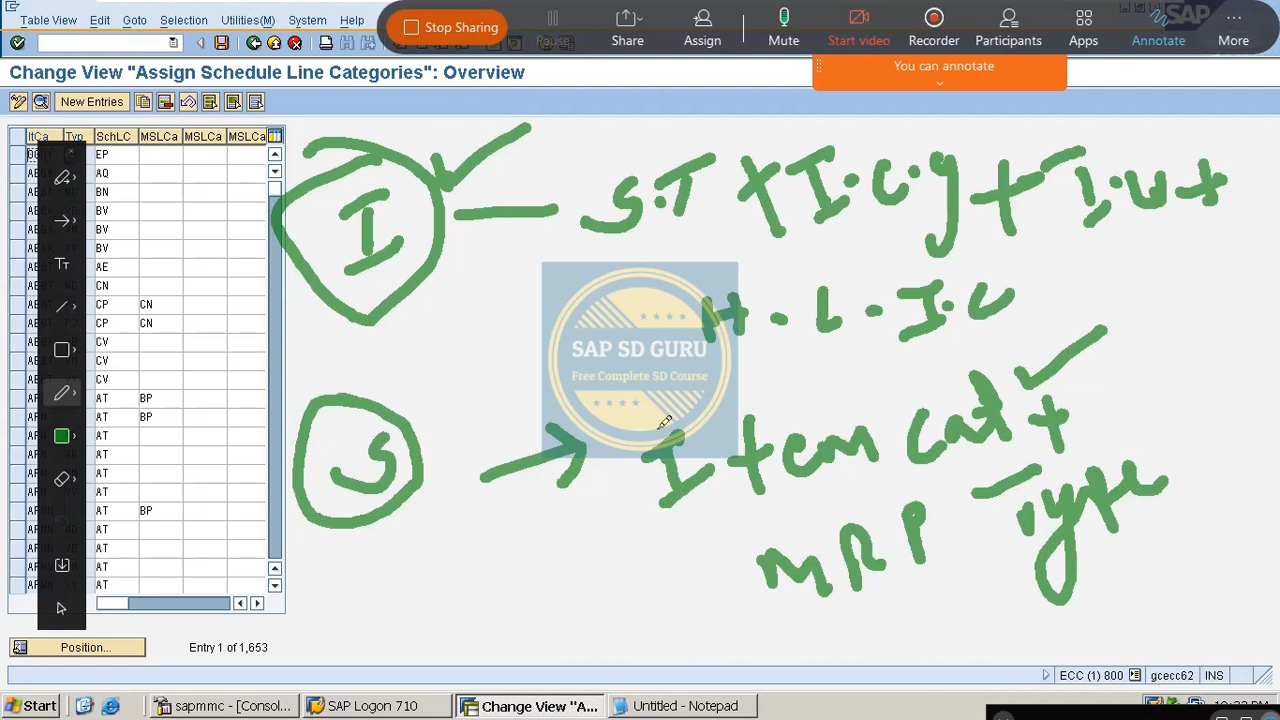 Table View Edit Goto Selection Utilities(M) System Help
Stop Sharing
Pause
Share
Assign
Mute
Start video
Recorder
Participants
Apps
Annotate
More
SAP
You can annotate
Change View "Assign Schedule Line Categories": Overview
New Entries
ItCa Typ SchLC MSLCa MSLCa MSLCa
EP
AQ
BN
BV
BV
BV
AE
CN
CP CN
CP CN
CV
CV
CV
AT BP
AT BP
AT
AT
AT
AT
AT BP
AT
AT
AT
AT
I — S.T + I.C.g + I.U +
H.L.I.C
SAP SD GURU
Free Complete SD Course
S → Item Cat +
MRP Type
Position...
Entry 1 of 1,653
ECC (1) 800 gcecc62 INS
Start
sapmmc - [Consol...
SAP Logon 710
Change View "A...
Untitled - Notepad